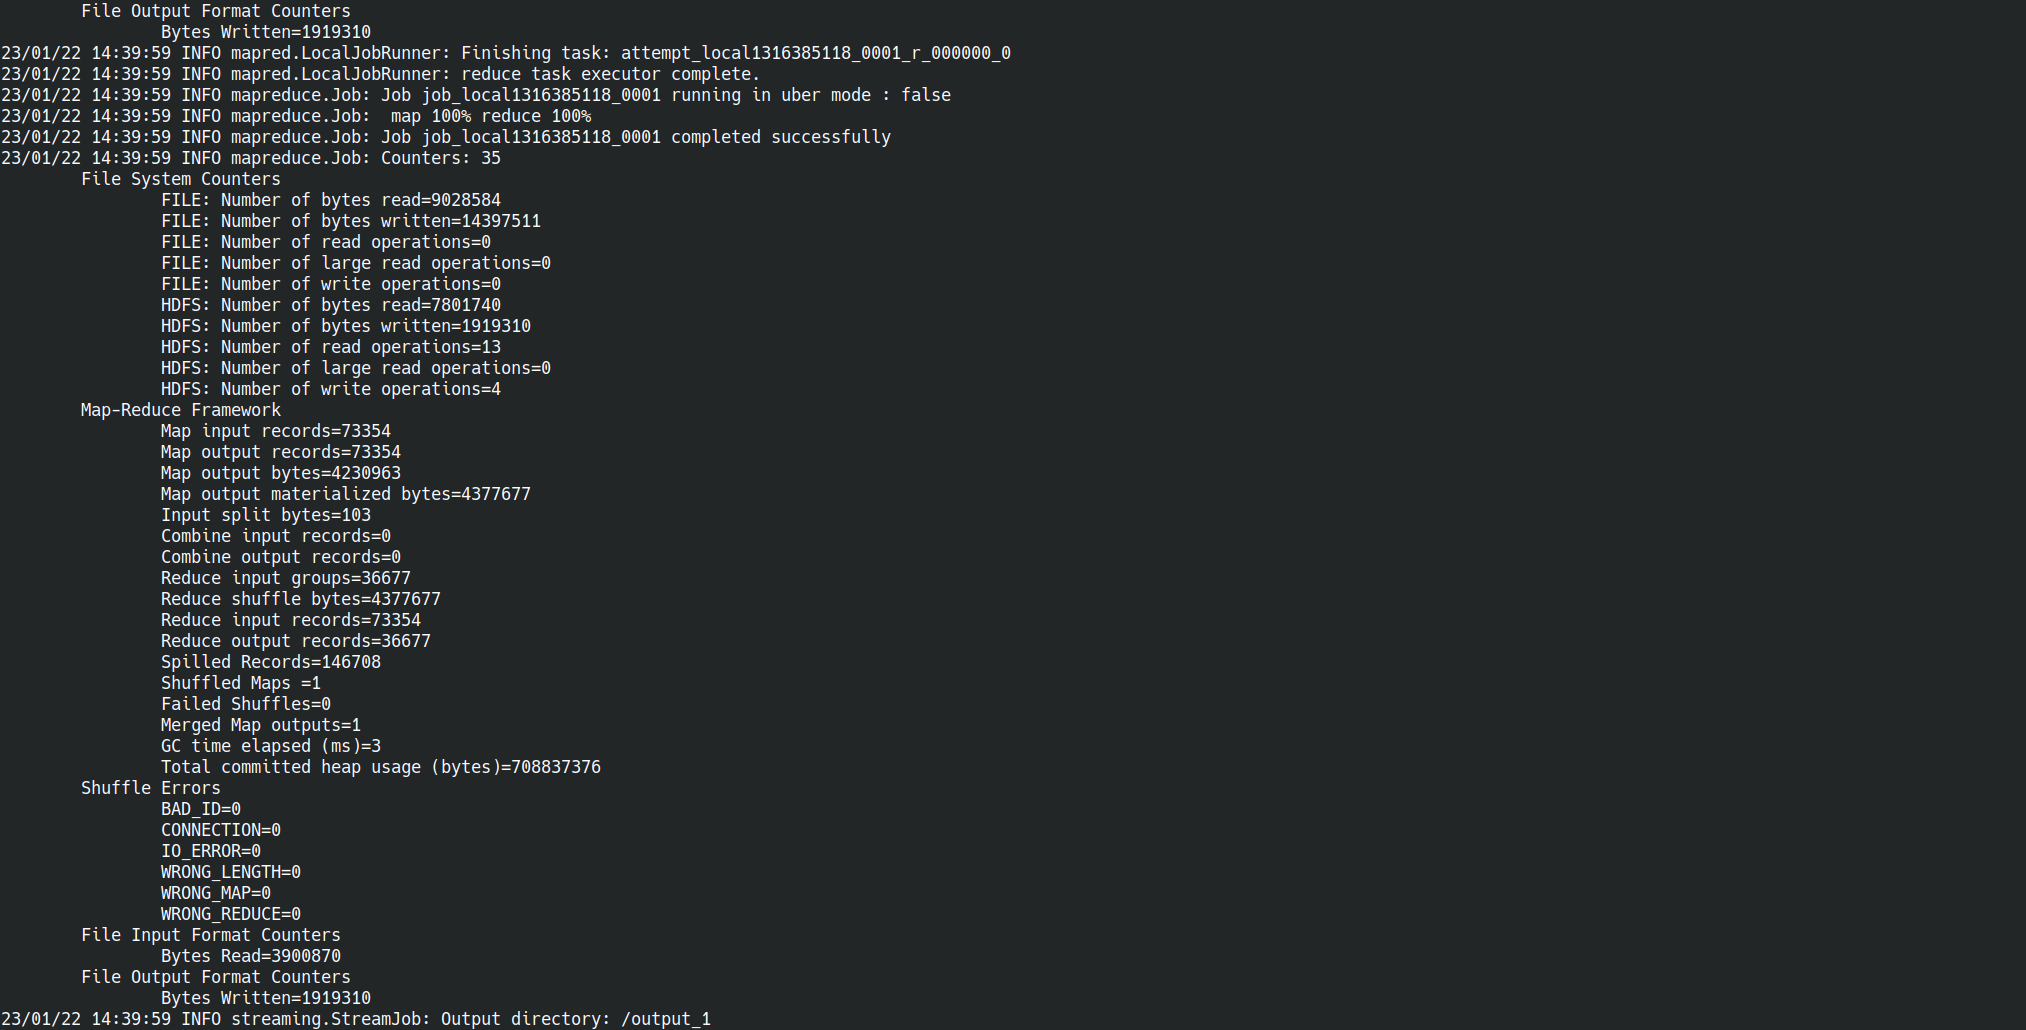 File Output Format Counters
Bytes Written=1919310
23/01/22 14:39:59 INFO mapred.LocalJobRunner: Finishing task: attempt_local1316385118_0001_r_000000_0
23/01/22 14:39:59 INFO mapred.LocalJobRunner: reduce task executor complete.
23/01/22 14:39:59 INFO mapreduce.Job: Job job_local1316385118_0001 running in uber mode : false
23/01/22 14:39:59 INFO mapreduce.Job:  map 100% reduce 100%
23/01/22 14:39:59 INFO mapreduce.Job: Job job_local1316385118_0001 completed successfully
23/01/22 14:39:59 INFO mapreduce.Job: Counters: 35
File System Counters
FILE: Number of bytes read=9028584
FILE: Number of bytes written=14397511
FILE: Number of read operations=0
FILE: Number of large read operations=0
FILE: Number of write operations=0
HDFS: Number of bytes read=7801740
HDFS: Number of bytes written=1919310
HDFS: Number of read operations=13
HDFS: Number of large read operations=0
HDFS: Number of write operations=4
Map-Reduce Framework
Map input records=73354
Map output records=73354
Map output bytes=4230963
Map output materialized bytes=4377677
Input split bytes=103
Combine input records=0
Combine output records=0
Reduce input groups=36677
Reduce shuffle bytes=4377677
Reduce input records=73354
Reduce output records=36677
Spilled Records=146708
Shuffled Maps =1
Failed Shuffles=0
Merged Map outputs=1
GC time elapsed (ms)=3
Total committed heap usage (bytes)=708837376
Shuffle Errors
BAD_ID=0
CONNECTION=0
IO_ERROR=0
WRONG_LENGTH=0
WRONG_MAP=0
WRONG_REDUCE=0
File Input Format Counters
Bytes Read=3900870
File Output Format Counters
Bytes Written=1919310
23/01/22 14:39:59 INFO streaming.StreamJob: Output directory: /output_1